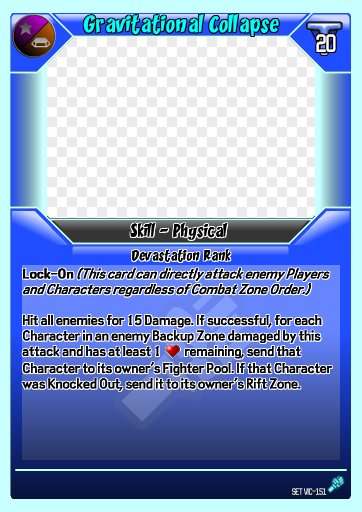 Gravitational Collapse
20
Skill - Physical
Devastation Rank
Lock-On (This card can directly attack enemy Players
and Characters regardless of Combat Zone Order.)
Hit all enemies for 15 Damage. If successful, for each
Character in an enemy Backup Zone damaged by this
attack and has at least 1 ❤ remaining, send that
Character to its owner's Fighter Pool. If that Character
was Knocked Out, send it to its owner's Rift Zone.
SET VIC-151